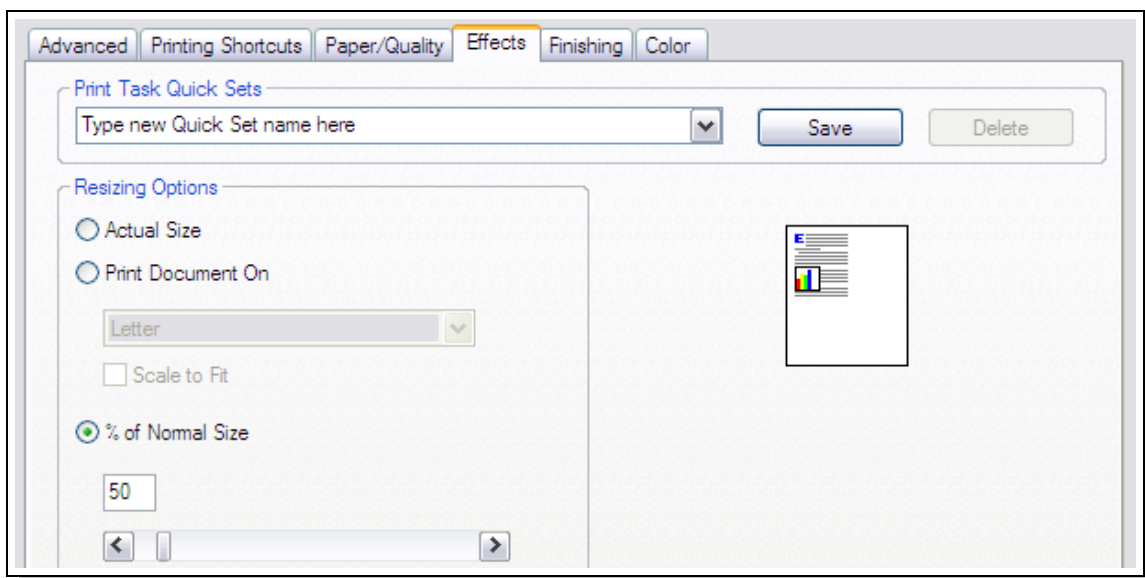 Advanced Printing Shortcuts Paper/Quality Effects Finishing Color
Print Task Quick Sets
Type new Quick Set name here Save Delete
Resizing Options
Actual Size
E
Print Document On
Letter
Scale to Fit
% of Normal Size
50